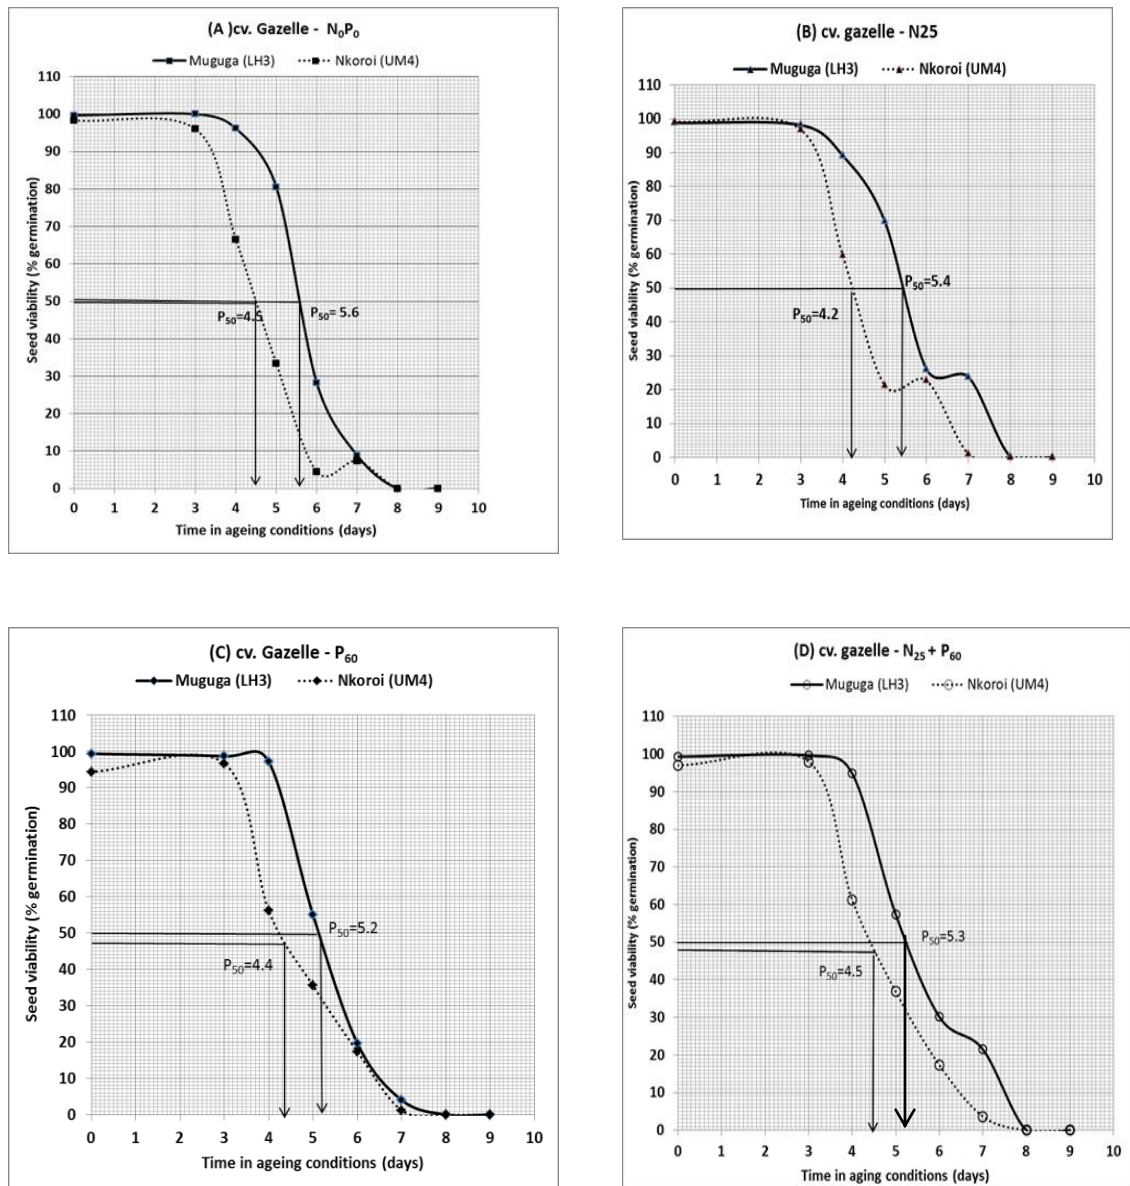 (A )cv. Gazelle - N₀P₀
Muguga (LH3) Nkoroi (UM4)
110
100
90
80
70
60
50
40
30
20
10
0
Seed viability (% germination)
P₅₀=4.5
P₅₀= 5.6
0 1 2 3 4 5 6 7 8 9 10
Time in ageing conditions (days)
(B) cv. gazelle - N25
Muguga (LH3) Nkoroi (UM4)
110
100
90
80
70
60
50
40
30
20
10
0
Seed viability (% germination)
P₅₀=5.4
P₅₀=4.2
0 1 2 3 4 5 6 7 8 9 10
Time in ageing conditions (days)
(C) cv. Gazelle - P₆₀
Muguga (LH3) Nkoroi (UM4)
110
100
90
80
70
60
50
40
30
20
10
0
Seed viability (% germination)
P₅₀=5.2
P₅₀=4.4
0 1 2 3 4 5 6 7 8 9 10
Time in ageing conditions (days)
(D) cv. gazelle - N₂₅ + P₆₀
Muguga (LH3) Nkoroi (UM4)
110
100
90
80
70
60
50
40
30
20
10
0
Seed viability (% germination)
P₅₀=5.3
P₅₀=4.5
0 1 2 3 4 5 6 7 8 9 10
Time in ageing conditions (days)